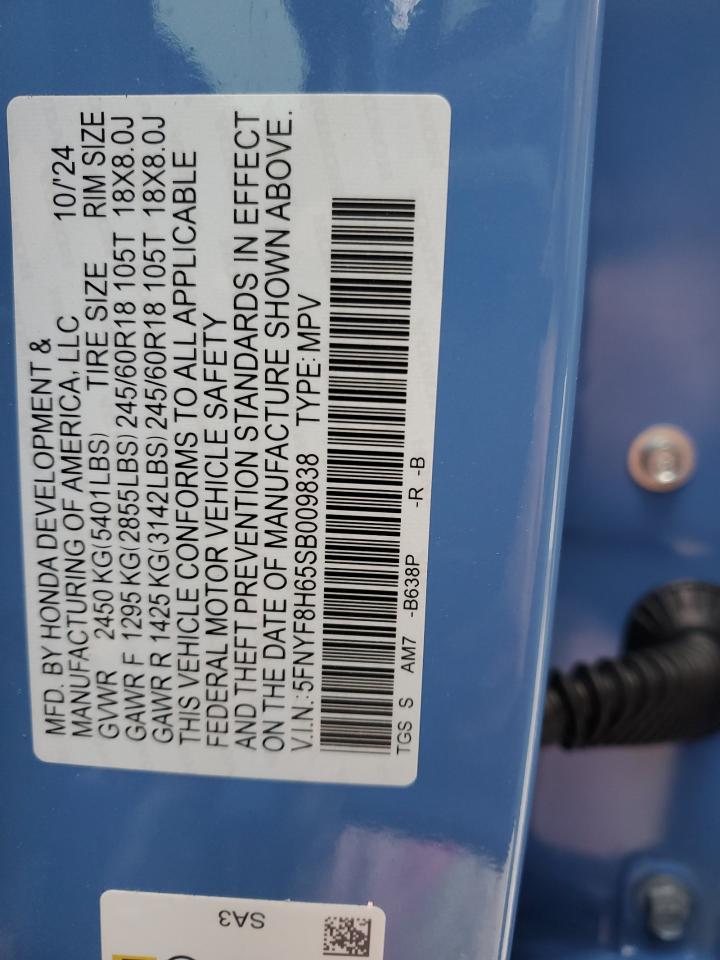 MFD. BY HONDA DEVELOPMENT &
MANUFACTURING OF AMERICA, LLC 10/'24
GVWR 2450 KG(5401LBS) TIRE SIZE RIM SIZE
GAWR F 1295 KG(2855LBS) 245/60R18 105T 18X8.0J
GAWR R 1425 KG(3142LBS) 245/60R18 105T 18X8.0J
THIS VEHICLE CONFORMS TO ALL APPLICABLE
FEDERAL MOTOR VEHICLE SAFETY
AND THEFT PREVENTION STANDARDS IN EFFECT
ON THE DATE OF MANUFACTURE SHOWN ABOVE.
V.I.N.: 5FNYF8H65SB009838 TYPE: MPV
TGS S AM7 -B638P -R -B
SA3